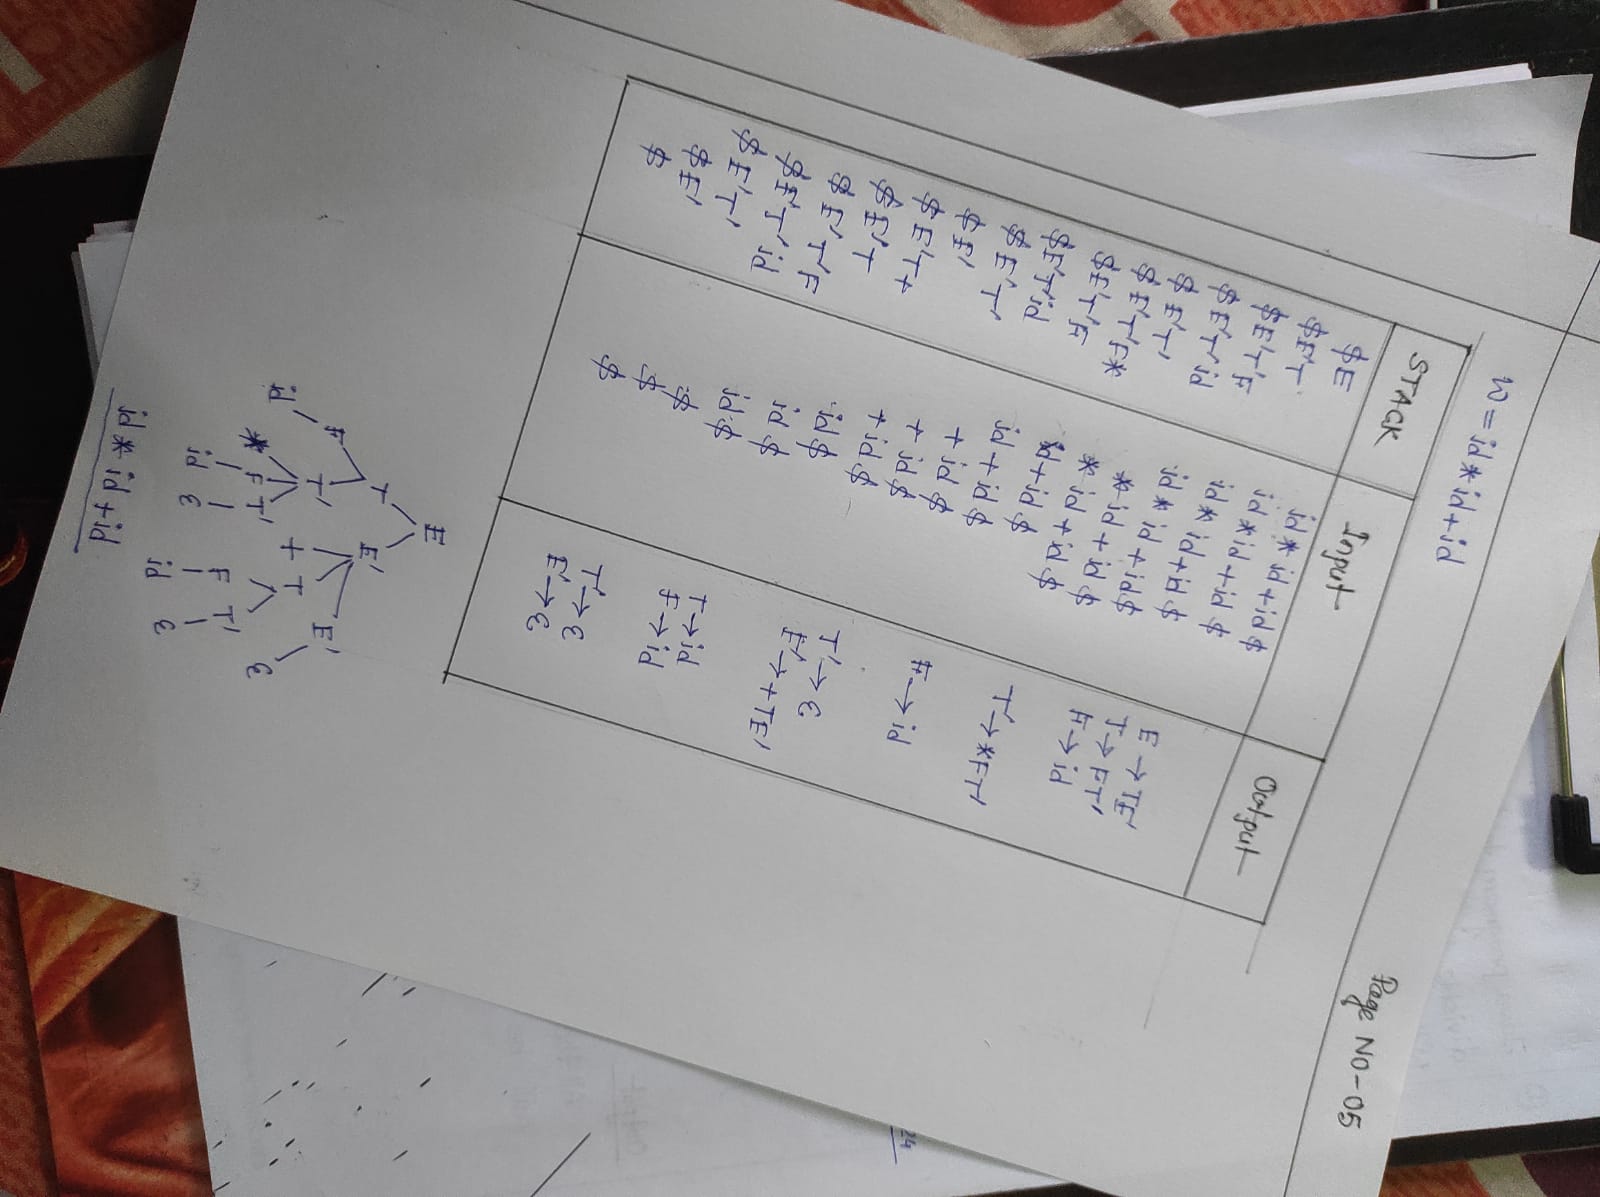 Page NO-05
w = id * id + id
STACK Input Output
$E id * id + id $
$E'T id * id + id $ E → TE'
$E'T'F id * id + id $ T → FT'
$E'T'id id * id + id $ F → id
$E'T' * id + id $
$E'T'F* * id + id $ T' → *FT'
$E'T'F id + id $
$E'T'id id + id $ F → id
$E'T' + id $
$E' + id $ T' → ε
$E'T+ + id $ E' → +TE'
$E'T id $
$E'T'F id $ T → id
$E'T'id id $ F → id
$E'T' $
$E' $ T' → ε
$ $ E' → ε
E
T E'
F T' + T E'
id * F T' F T' ε
id ε id ε
id * id + id
24